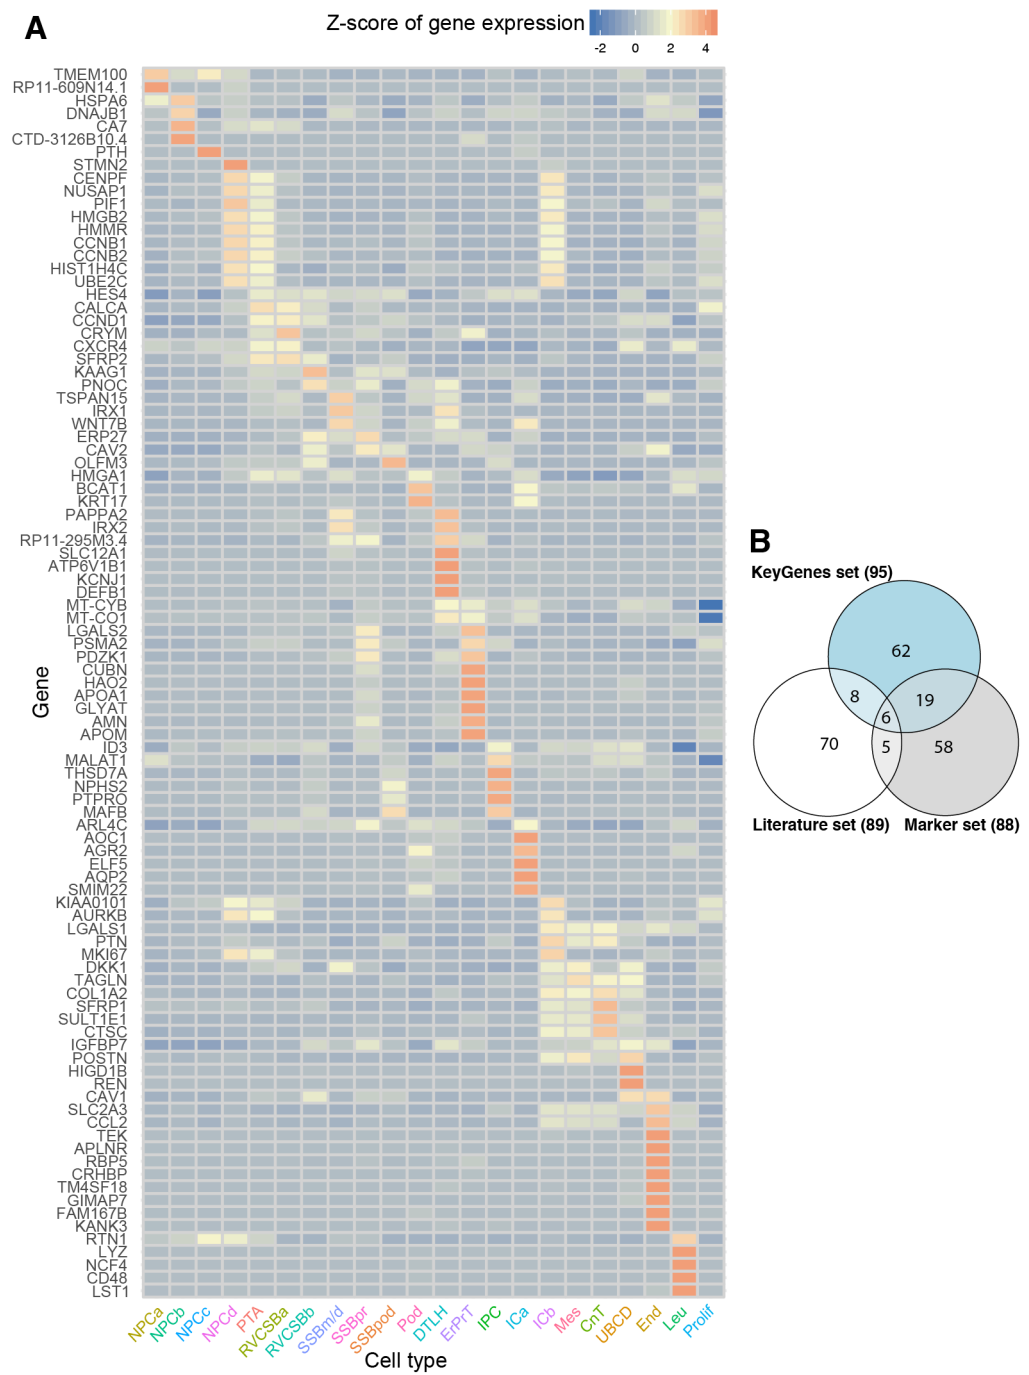 A
Z-score of gene expression
-2 0 2 4
TMEM100
RP11-609N14.1
HSPA6
DNAJB1
CA7
CTD-3126B10.4
PTH
STMN2
CENPF
NUSAP1
PIF1
HMGB2
HMMR
CCNB1
CCNB2
HIST1H4C
UBE2C
HES4
CALCA
CCND1
CRYM
CXCR4
SFRP2
KAAG1
PNOC
TSPAN15
IRX1
WNT7B
ERP27
CAV2
OLFM3
HMGA1
BCAT1
KRT17
PAPPA2
IRX2
RP11-295M3.4
SLC12A1
ATP6V1B1
KCNJ1
DEFB1
MT-CYB
MT-CO1
LGALS2
PSMA2
PDZK1
CUBN
HAO2
APOA1
GLYAT
AMN
APOM
ID3
MALAT1
THSD7A
NPHS2
PTPRO
MAFB
ARL4C
AOC1
AGR2
ELF5
AQP2
SMIM22
KIAA0101
AURKB
LGALS1
PTN
MKI67
DKK1
TAGLN
COL1A2
SFRP1
SULT1E1
CTSC
IGFBP7
POSTN
HIGD1B
REN
CAV1
SLC2A3
CCL2
TEK
APLNR
RBP5
CRHBP
TM4SF18
GIMAP7
FAM167B
KANK3
RTN1
LYZ
NCF4
CD48
LST1
Gene
NPCa NPCb NPCc NPCd PTA RVCSBa RVCSBb SSBm/d SSBpr SSBpod Pod DTLH ErPrT IPC ICa ICb Mes CnT UBCD End Leu Prolif
Cell type
B
KeyGenes set (95)
62
8
19
6
70
5
58
Literature set (89)
Marker set (88)